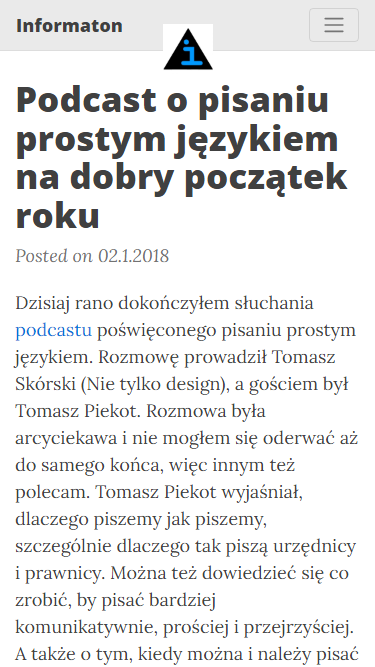 Informaton
Podcast o pisaniu
prostym językiem
na dobry początek
roku
Posted on 02.1.2018
Dzisiaj rano dokończyłem słuchania
podcastu poświęconego pisaniu prostym
językiem. Rozmowę prowadził Tomasz
Skórski (Nie tylko design), a gościem był
Tomasz Piekot. Rozmowa była
arcyciekawa i nie mogłem się oderwać aż
do samego końca, więc innym też
polecam. Tomasz Piekot wyjaśniał,
dlaczego piszemy jak piszemy,
szczególnie dlaczego tak piszą urzędnicy
i prawnicy. Można też dowiedzieć się co
zrobić, by pisać bardziej
komunikatywnie, prościej i przejrzyściej.
A także o tym, kiedy można i należy pisać